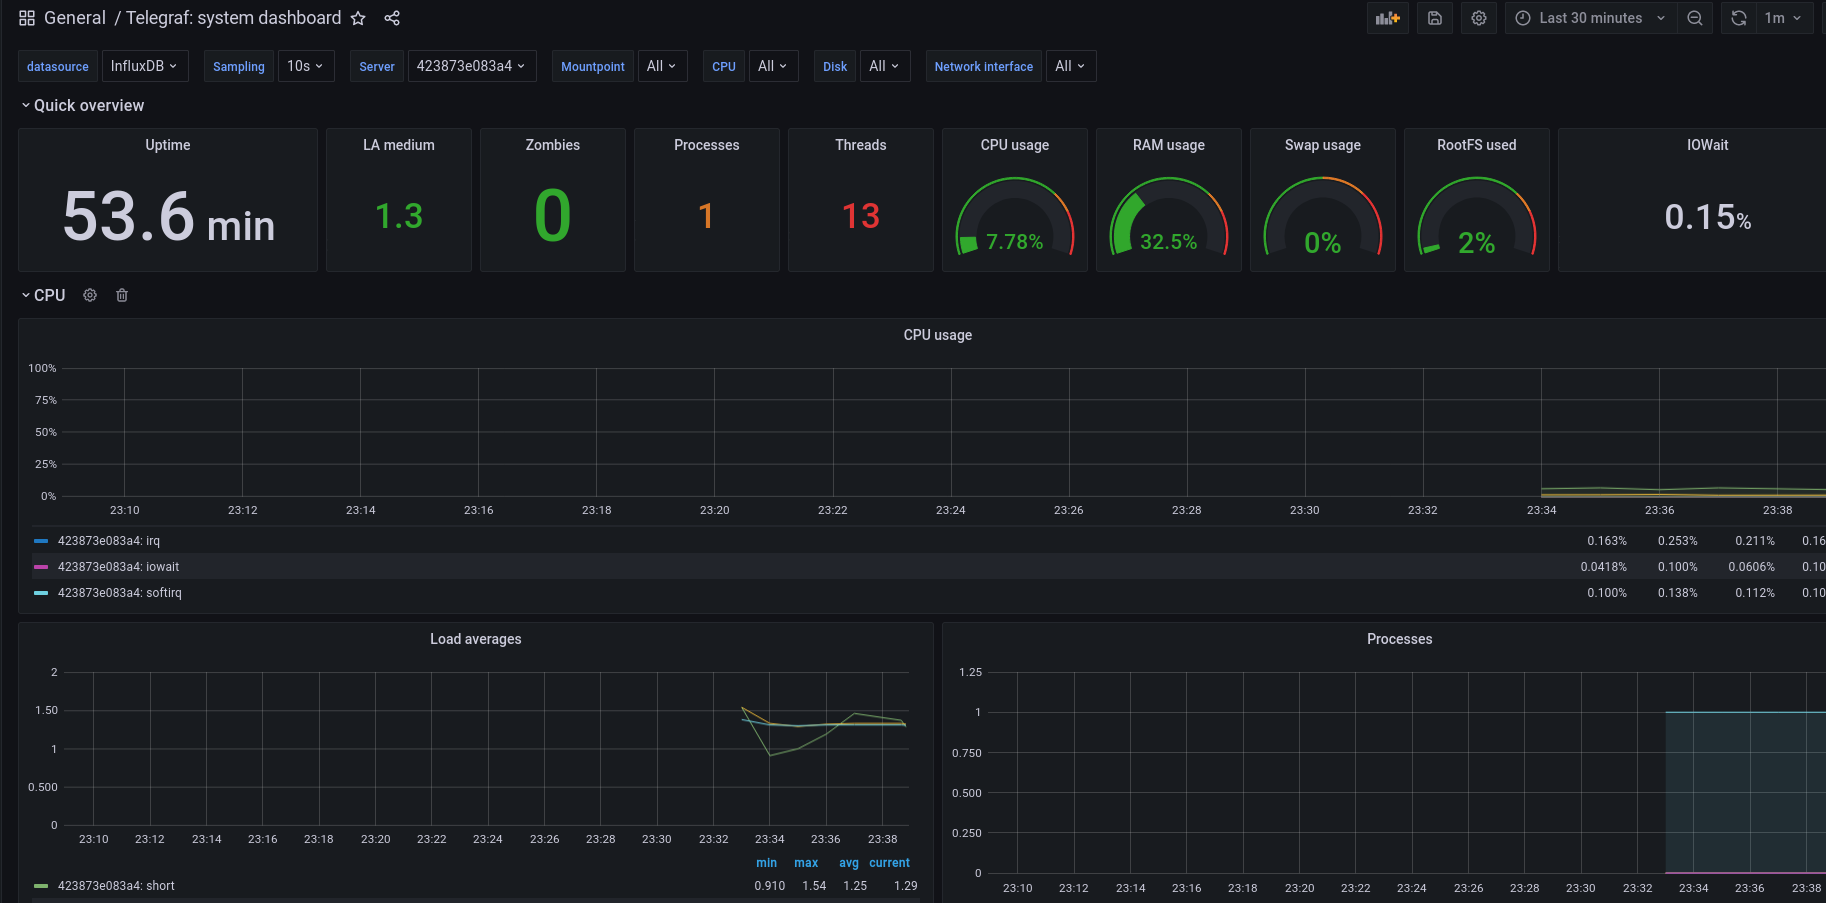 General / Telegraf: system dashboard
Last 30 minutes 1m
datasource InfluxDB Sampling 10s Server 423873e083a4 Mountpoint All CPU All Disk All Network interface All
Quick overview
Uptime LA medium Zombies Processes Threads CPU usage RAM usage Swap usage RootFS used IOWait
53.6 min 1.3 0 1 13 7.78% 32.5% 0% 2% 0.15%
CPU
CPU usage
100%
75%
50%
25%
0%
23:10 23:12 23:14 23:16 23:18 23:20 23:22 23:24 23:26 23:28 23:30 23:32 23:34 23:36 23:38
423873e083a4: irq 0.163% 0.253% 0.211% 0.16
423873e083a4: iowait 0.0418% 0.100% 0.0606% 0.10
423873e083a4: softirq 0.100% 0.138% 0.112% 0.10
Load averages
2
1.50
1
0.500
0
23:10 23:12 23:14 23:16 23:18 23:20 23:22 23:24 23:26 23:28 23:30 23:32 23:34 23:36 23:38
min max avg current
423873e083a4: short 0.910 1.54 1.25 1.29
Processes
1.25
1
0.750
0.500
0.250
0
23:10 23:12 23:14 23:16 23:18 23:20 23:22 23:24 23:26 23:28 23:30 23:32 23:34 23:36 23:38